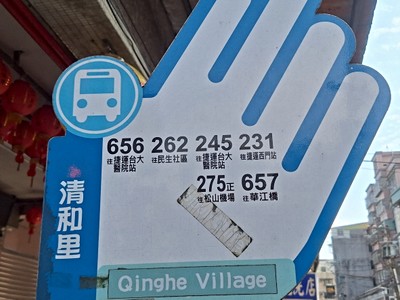 656 262 245 231
往捷運台大醫院站 往民生社區 往捷運台大醫院站 往捷運西門站
275正 657
往松山機場 往華江橋
清和里
Qinghe Village